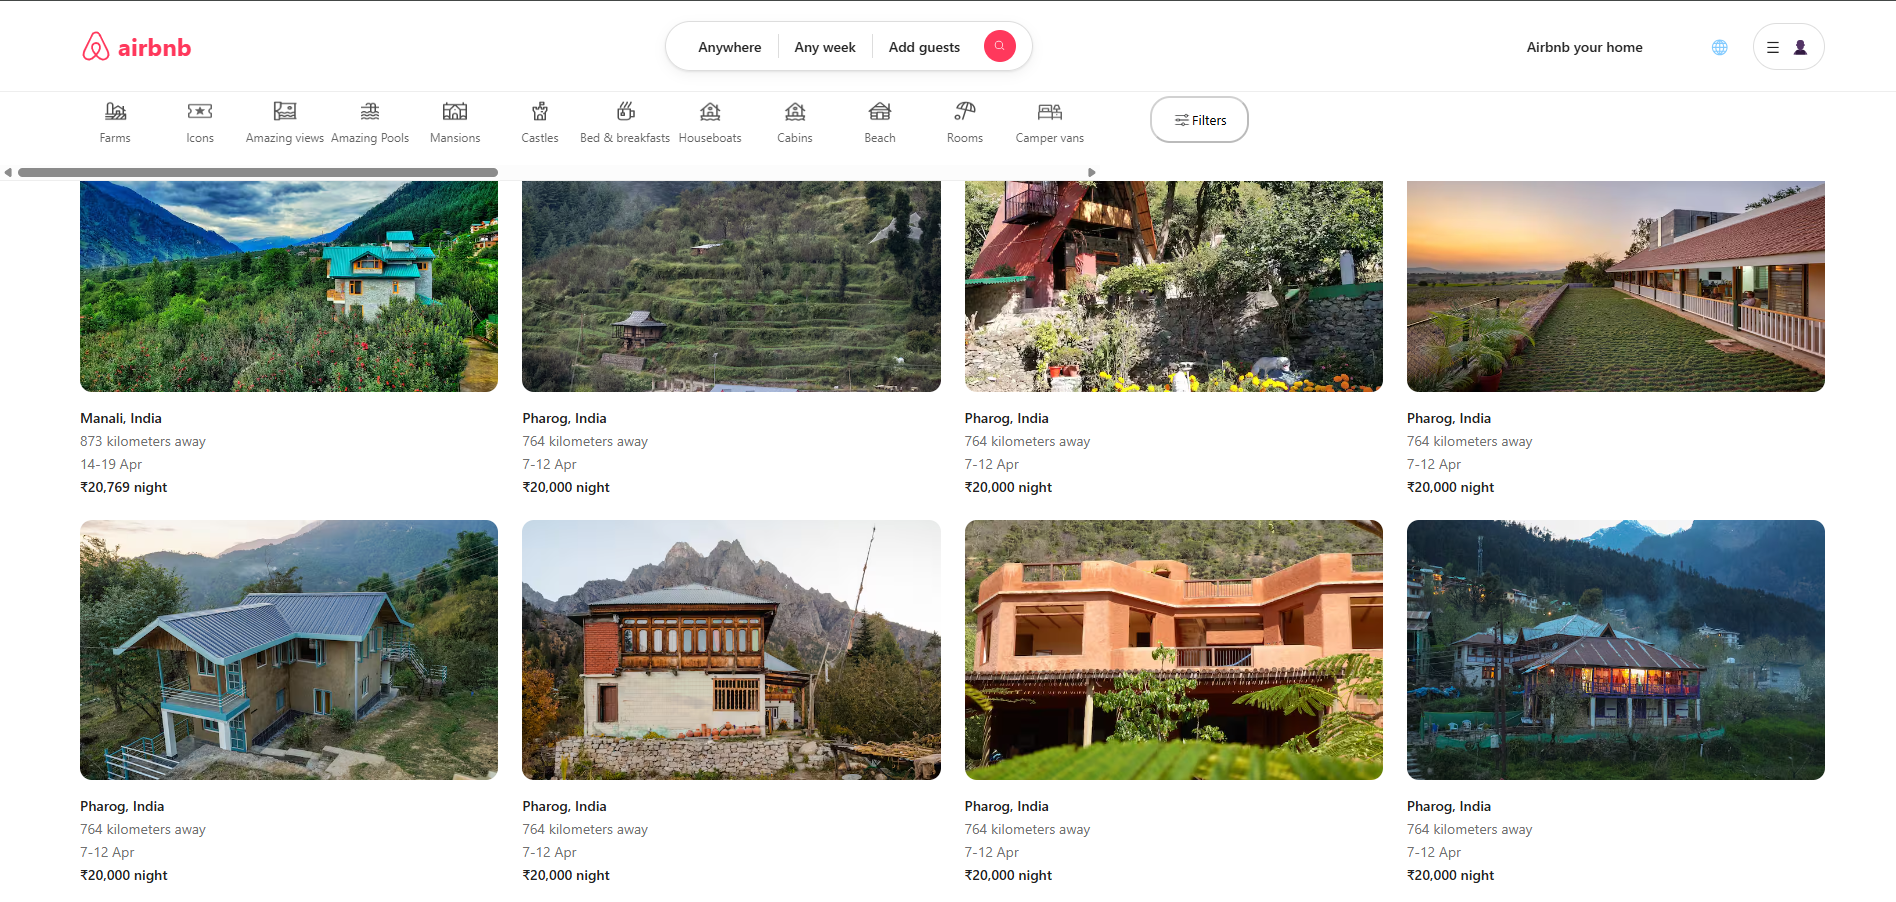 airbnb
Anywhere
Any week
Add guests
Airbnb your home
Farms
Icons
Amazing views
Amazing Pools
Mansions
Castles
Bed & breakfasts
Houseboats
Cabins
Beach
Rooms
Camper vans
Filters
Manali, India
873 kilometers away
14-19 Apr
₹20,769 night
Pharog, India
764 kilometers away
7-12 Apr
₹20,000 night
Pharog, India
764 kilometers away
7-12 Apr
₹20,000 night
Pharog, India
764 kilometers away
7-12 Apr
₹20,000 night
Pharog, India
764 kilometers away
7-12 Apr
₹20,000 night
Pharog, India
764 kilometers away
7-12 Apr
₹20,000 night
Pharog, India
764 kilometers away
7-12 Apr
₹20,000 night
Pharog, India
764 kilometers away
7-12 Apr
₹20,000 night